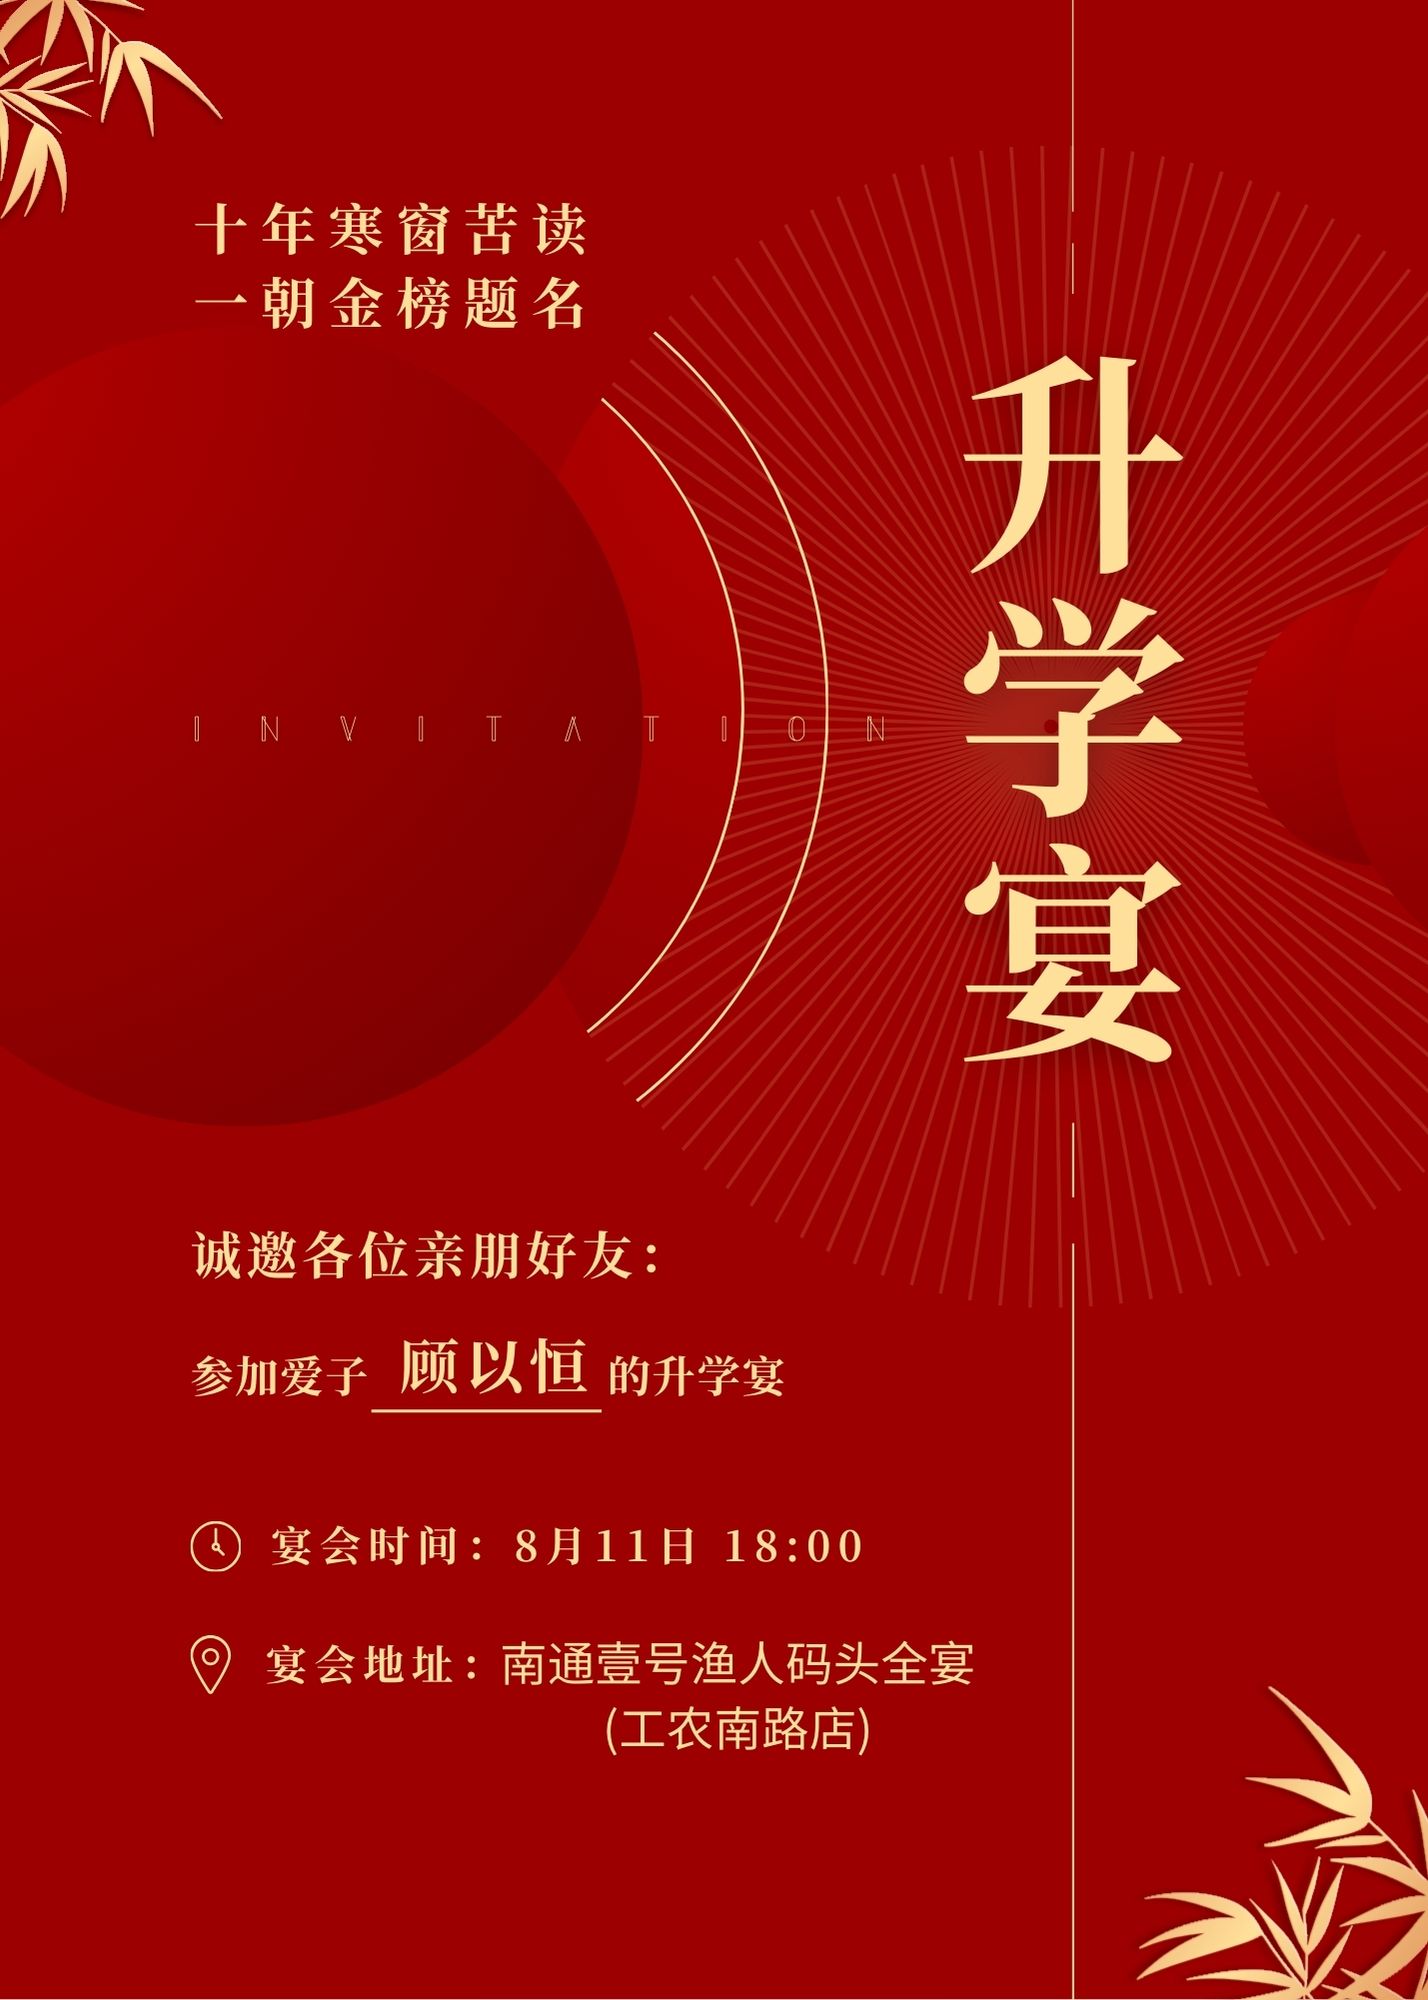 十年寒窗苦读
一朝金榜题名
升学宴
INVITATION
诚邀各位亲朋好友：
参加爱子 顾以恒 的升学宴
宴会时间：8月11日 18:00
宴会地址：南通壹号渔人码头全宴
(工农南路店)